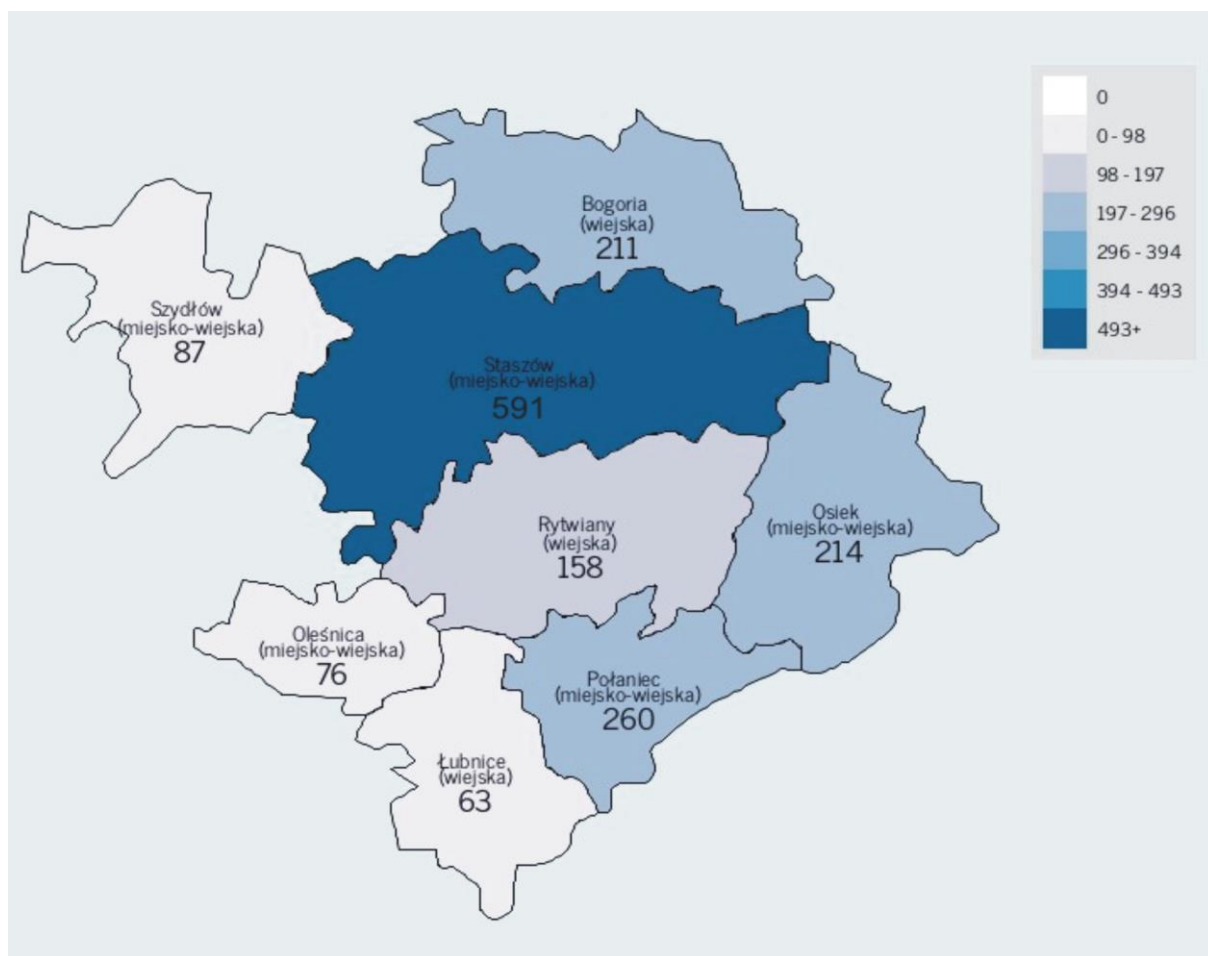 0
0 - 98
98 - 197
197 - 296
296 - 394
394 - 493
493+
Bogoria
(wiejska)
211
Szydłów
(miejsko-wiejska)
87
Staszów
(miejsko-wiejska)
591
Osiek
(miejsko-wiejska)
214
Rytwiany
(wiejska)
158
Oleśnica
(miejsko-wiejska)
76
Połaniec
(miejsko-wiejska)
260
Łubnice
(wiejska)
63